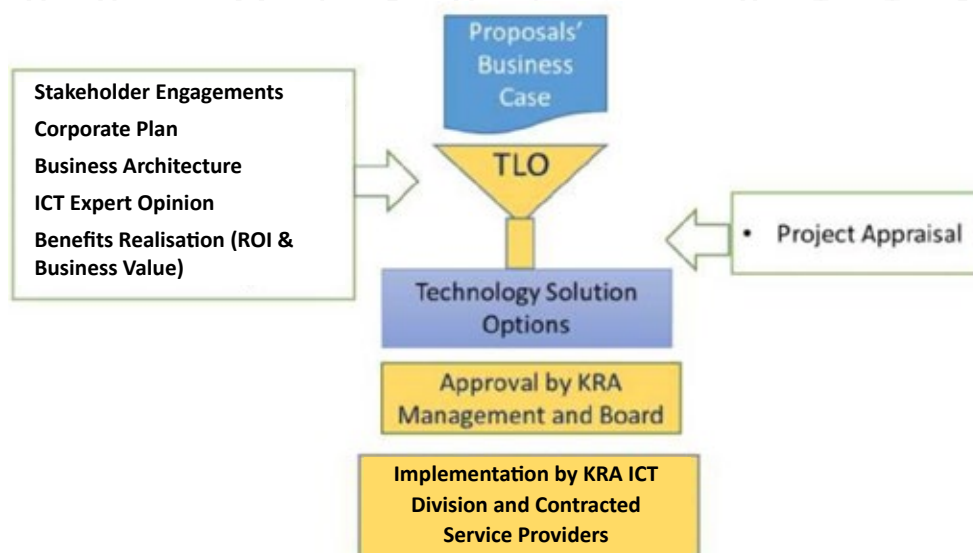 Proposals'
Business
Case
Stakeholder Engagements
Corporate Plan
Business Architecture
ICT Expert Opinion
Benefits Realisation (ROI &
Business Value)
TLO
• Project Appraisal
Technology Solution
Options
Approval by KRA
Management and Board
Implementation by KRA ICT
Division and Contracted
Service Providers